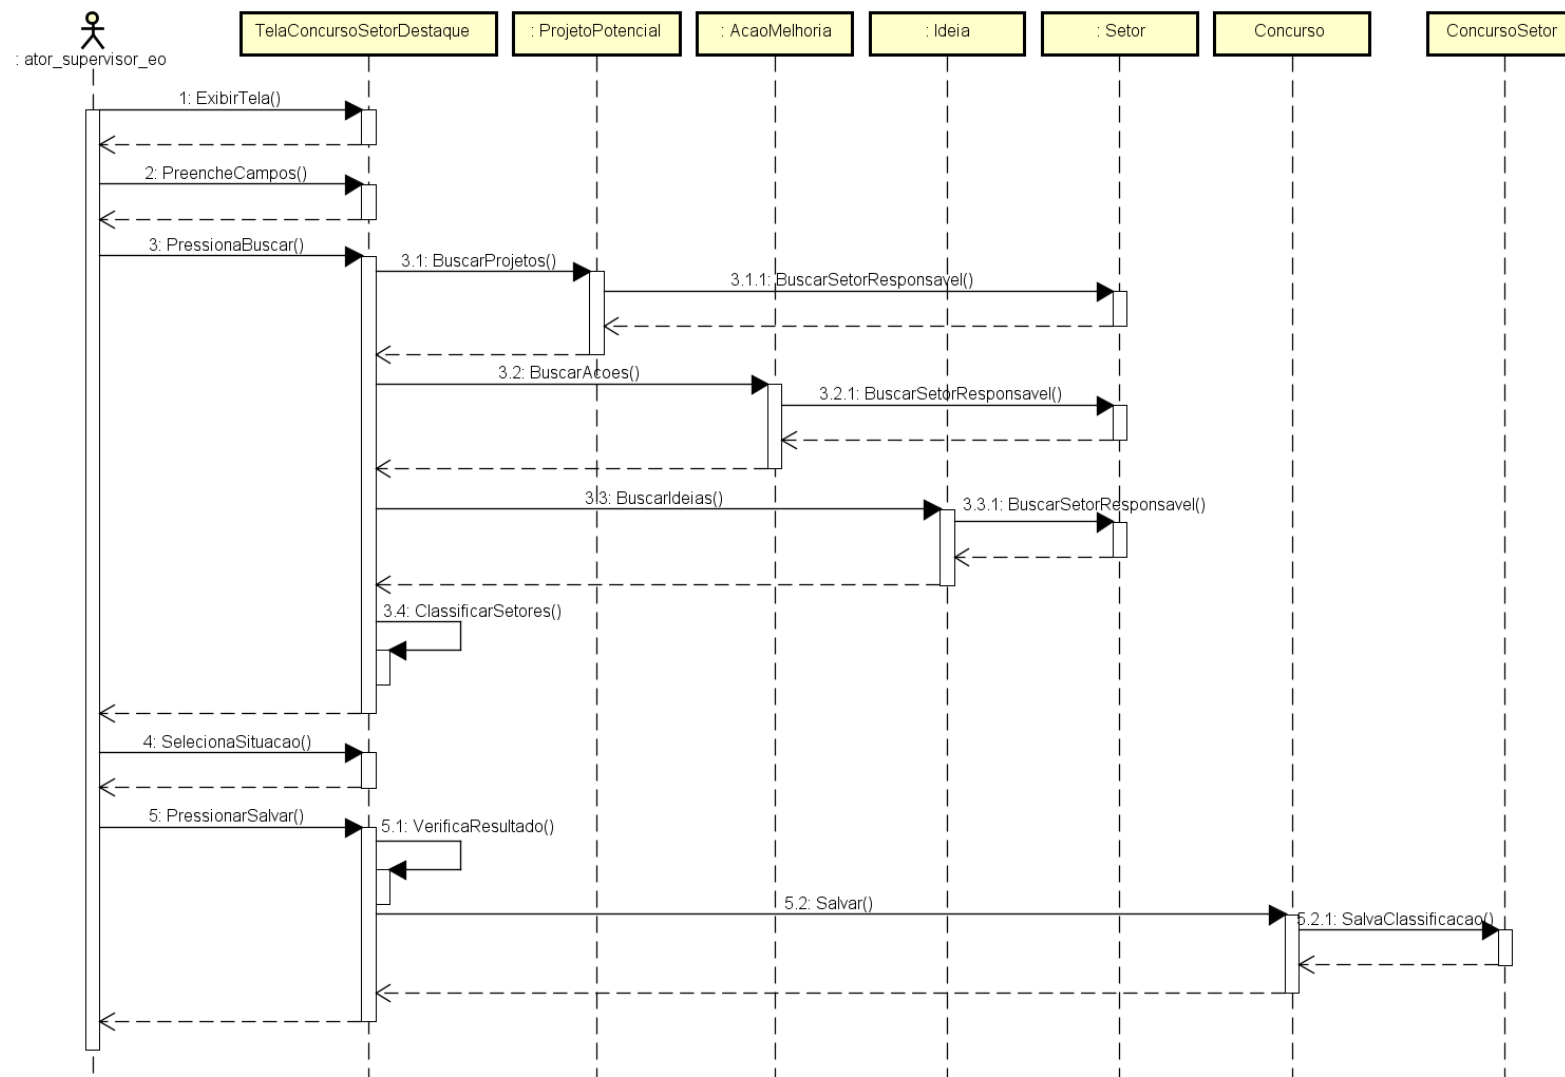 TelaConcursoSetorDestaque
: ProjetoPotencial
: AcaoMelhoria
: Ideia
: Setor
Concurso
ConcursoSetor
: ator_supervisor_eo
1: ExibirTela()
2: PreencheCampos()
3: PressionaBuscar()
3.1: BuscarProjetos()
3.1.1: BuscarSetorResponsavel()
3.2: BuscarAcoes()
3.2.1: BuscarSetorResponsavel()
3.3: BuscarIdeias()
3.3.1: BuscarSetorResponsavel()
3.4: ClassificarSetores()
4: SelecionaSituacao()
5: PressionarSalvar()
5.1: VerificaResultado()
5.2: Salvar()
5.2.1: SalvaClassificacao()